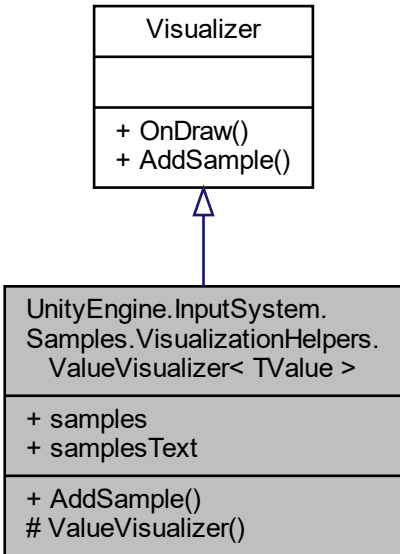 Visualizer
+ OnDraw()
+ AddSample()
UnityEngine.InputSystem.
Samples.VisualizationHelpers.
ValueVisualizer< TValue >
+ samples
+ samplesText
+ AddSample()
# ValueVisualizer()